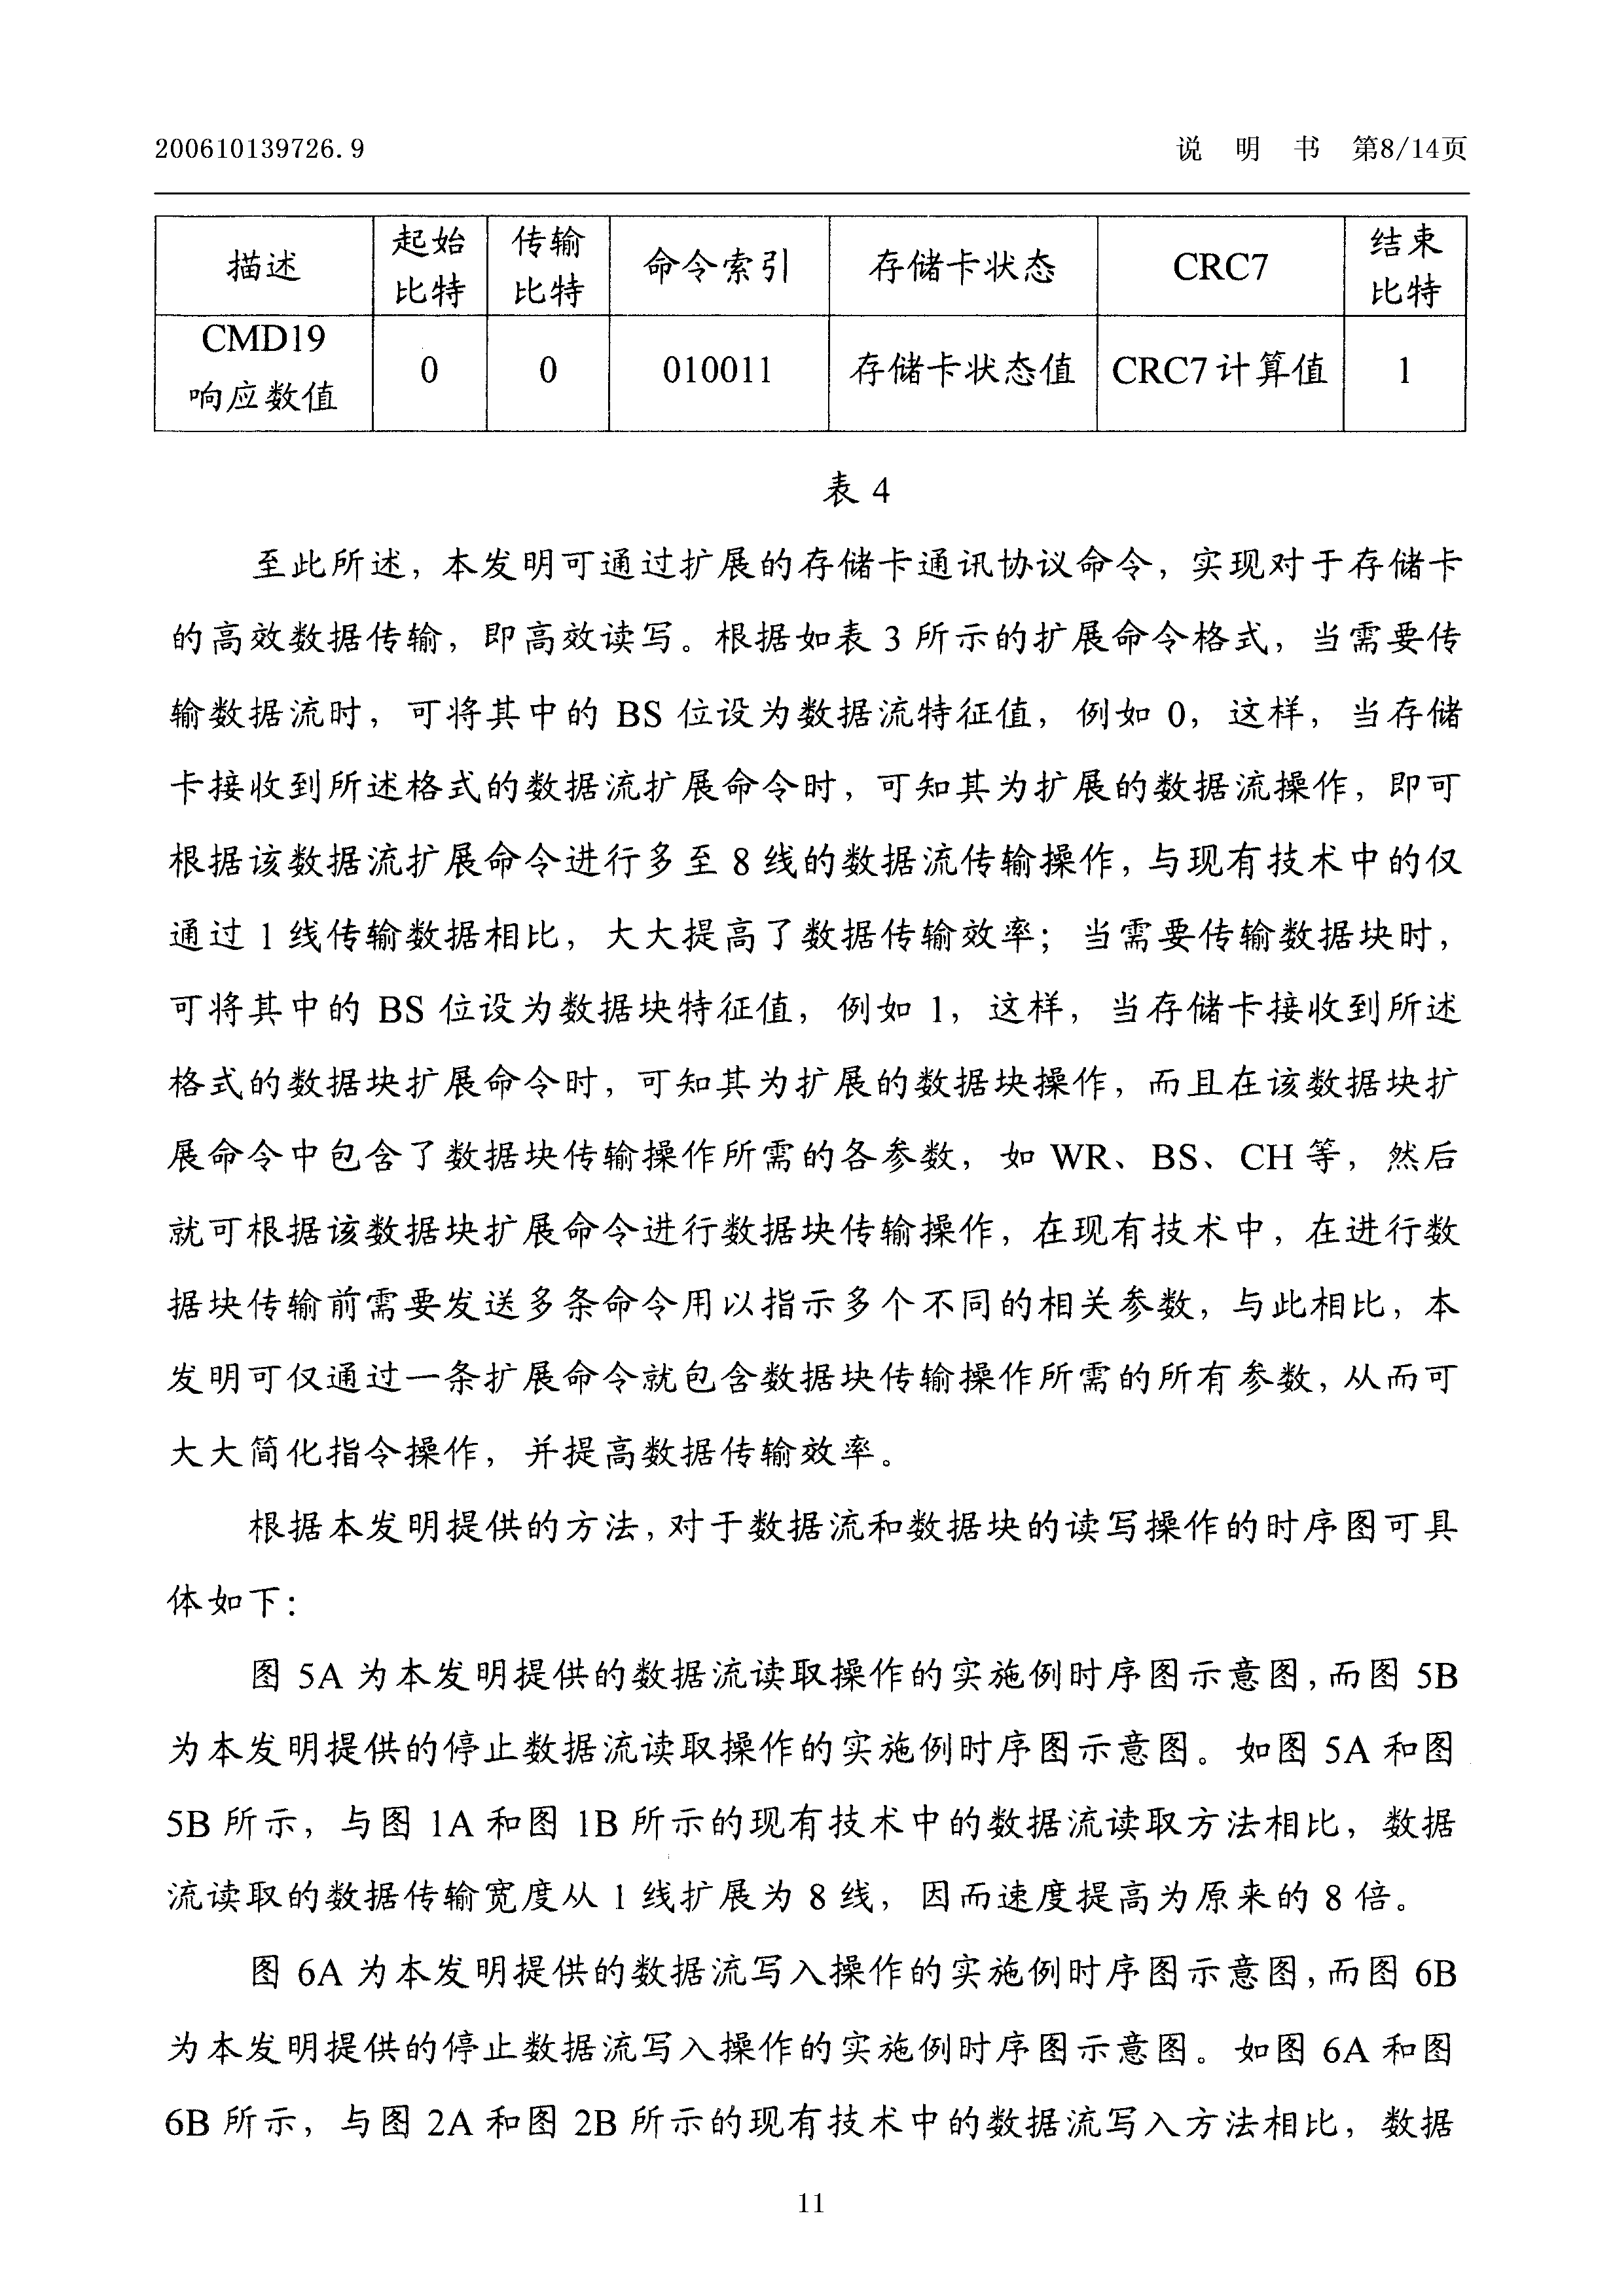 200610139726.9 说 明 书 第8/14页
描述 起始比特 传输比特 命令索引 存储卡状态 CRC7 结束比特
CMD19响应数值 0 0 010011 存储卡状态值 CRC7计算值 1
表 4
至此所述，本发明可通过扩展的存储卡通讯协议命令，实现对于存储卡
的高效数据传输，即高效读写。根据如表 3 所示的扩展命令格式，当需要传
输数据流时，可将其中的 BS 位设为数据流特征值，例如 0，这样，当存储
卡接收到所述格式的数据流扩展命令时，可知其为扩展的数据流操作，即可
根据该数据流扩展命令进行多至 8 线的数据流传输操作，与现有技术中的仅
通过 1 线传输数据相比，大大提高了数据传输效率；当需要传输数据块时，
可将其中的 BS 位设为数据块特征值，例如 1，这样，当存储卡接收到所述
格式的数据块扩展命令时，可知其为扩展的数据块操作，而且在该数据块扩
展命令中包含了数据块传输操作所需的各参数，如 WR、BS、CH 等，然后
就可根据该数据块扩展命令进行数据块传输操作，在现有技术中，在进行数
据块传输前需要发送多条命令用以指示多个不同的相关参数，与此相比，本
发明可仅通过一条扩展命令就包含数据块传输操作所需的所有参数，从而可
大大简化指令操作，并提高数据传输效率。
根据本发明提供的方法，对于数据流和数据块的读写操作的时序图可具
体如下：
图 5A 为本发明提供的数据流读取操作的实施例时序图示意图，而图 5B
为本发明提供的停止数据流读取操作的实施例时序图示意图。如图 5A 和图
5B 所示，与图 1A 和图 1B 所示的现有技术中的数据流读取方法相比，数据
流读取的数据传输宽度从 1 线扩展为 8 线，因而速度提高为原来的 8 倍。
图 6A 为本发明提供的数据流写入操作的实施例时序图示意图，而图 6B
为本发明提供的停止数据流写入操作的实施例时序图示意图。如图 6A 和图
6B 所示，与图 2A 和图 2B 所示的现有技术中的数据流写入方法相比，数据
11